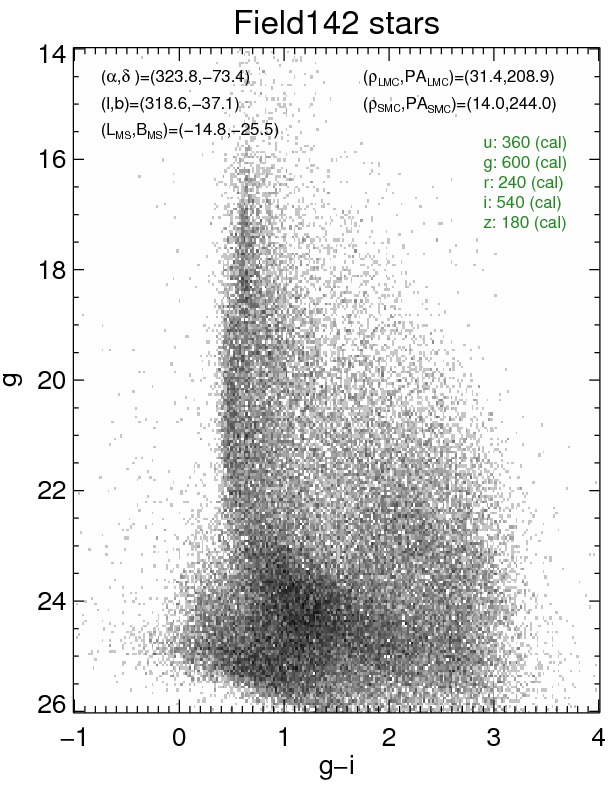 Field142 stars
(α,δ )=(323.8,−73.4)
(ρLMC,PALMC)=(31.4,208.9)
(l,b)=(318.6,−37.1)
(ρSMC,PASMC)=(14.0,244.0)
(LMS,BMS)=(−14.8,−25.5)
u: 360 (cal)
g: 600 (cal)
r: 240 (cal)
i: 540 (cal)
z: 180 (cal)
14
16
18
20
22
24
26
g
−1 0 1 2 3 4
g−i